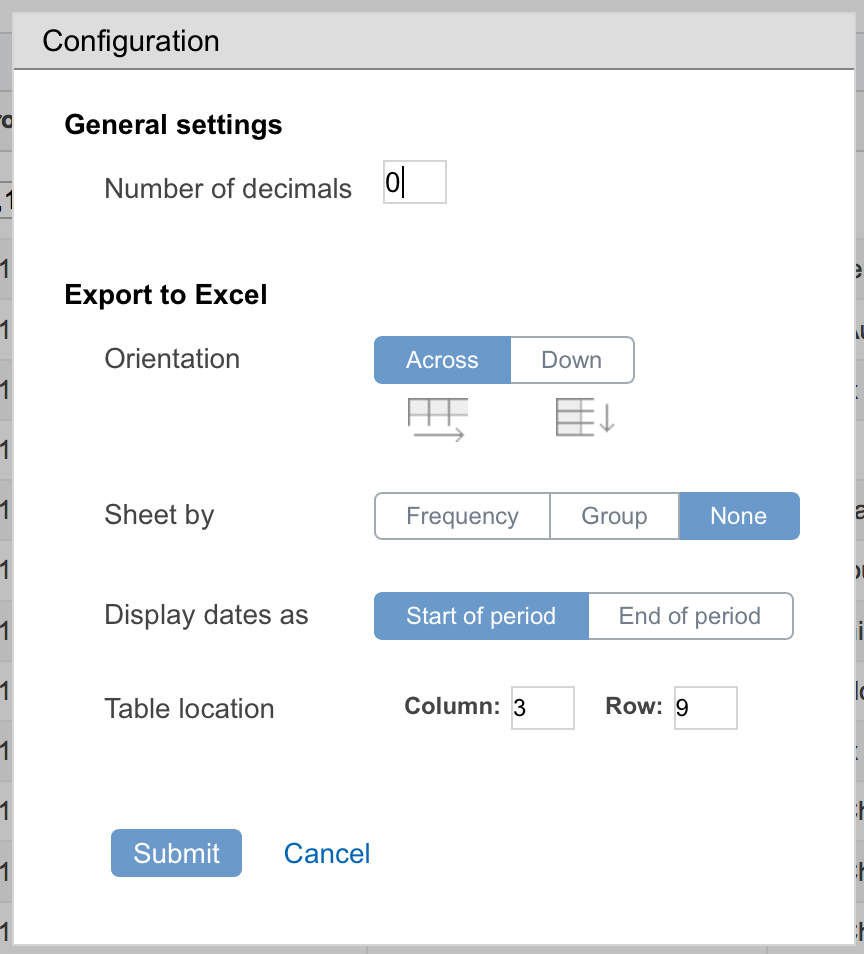 Configuration
General settings
Number of decimals 0
Export to Excel
Orientation Across Down
Sheet by Frequency Group None
Display dates as Start of period End of period
Table location Column: 3 Row: 9
Submit Cancel